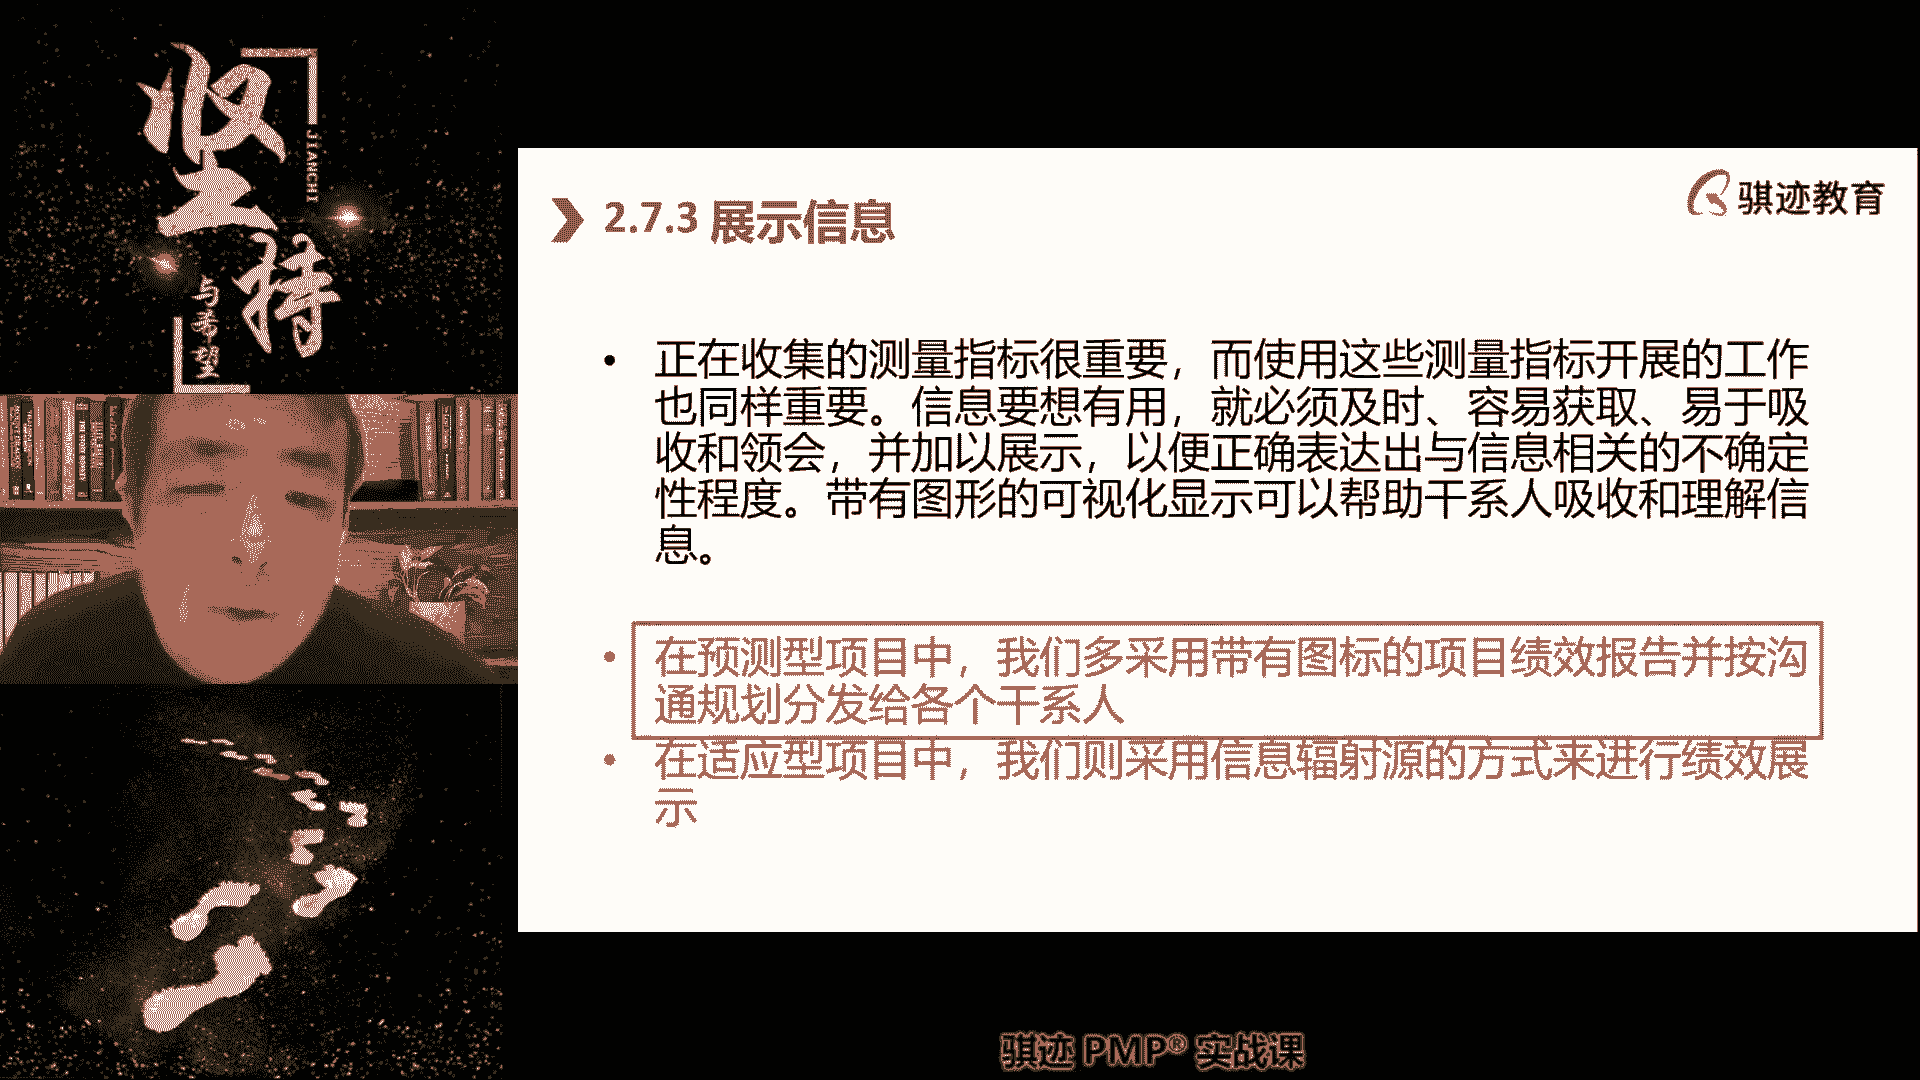 坚持
JIANCHI
与希望
骐迹教育
2.7.3 展示信息
• 正在收集的测量指标很重要，而使用这些测量指标开展的工作
也同样重要。信息要想有用，就必须及时、容易获取、易于吸
收和领会，并加以展示，以便正确表达出与信息相关的不确定
性程度。带有图形的可视化显示可以帮助干系人吸收和理解信
息。
• 在预测型项目中，我们多采用带有图标的项目绩效报告并按沟
通规划分发给各个干系人
• 在适应型项目中，我们则采用信息辐射源的方式来进行绩效展
示
骐迹 PMP® 实战课